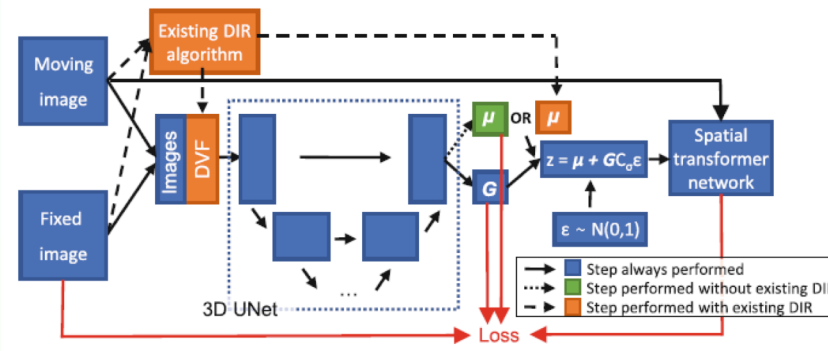 Existing DIR
algorithm
Moving
image
Images
DVF
μ OR μ
G
z = μ + GCσε
Spatial
transformer
network
Fixed
image
ε ~ N(0,1)
...
3D UNet
Step always performed
Step performed without existing DI
Step performed with existing DIR
Loss